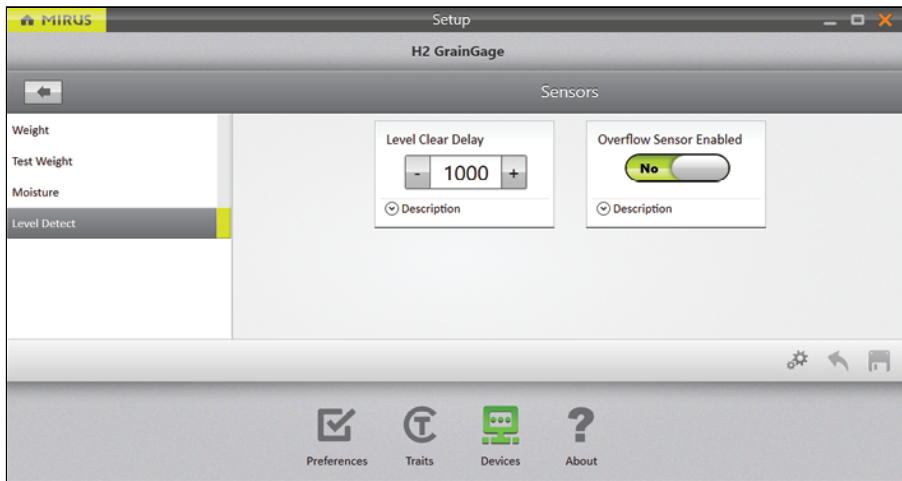 MIRUS
Setup
H2 GrainGage
Sensors
Weight
Test Weight
Moisture
Level Detect
Level Clear Delay
- 1000 +
Description
Overflow Sensor Enabled
No
Description
Preferences
Traits
Devices
About